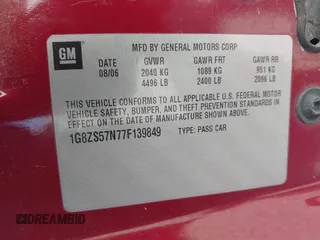 GM
MFD BY GENERAL MOTORS CORP
DATE GVWR GAWR FRT GAWR RR
08/06 2040 KG 1089 KG 951 KG
4496 LB 2400 LB 2096 LB
THIS VEHICLE CONFORMS TO ALL APPLICABLE U.S. FEDERAL MOTOR VEHICLE SAFETY, BUMPER, AND THEFT PREVENTION STANDARDS IN EFFECT ON THE DATE OF MANUFACTURE SHOWN ABOVE.
1G8ZS57N77F139849 TYPE: PASS CAR
DREAMBID